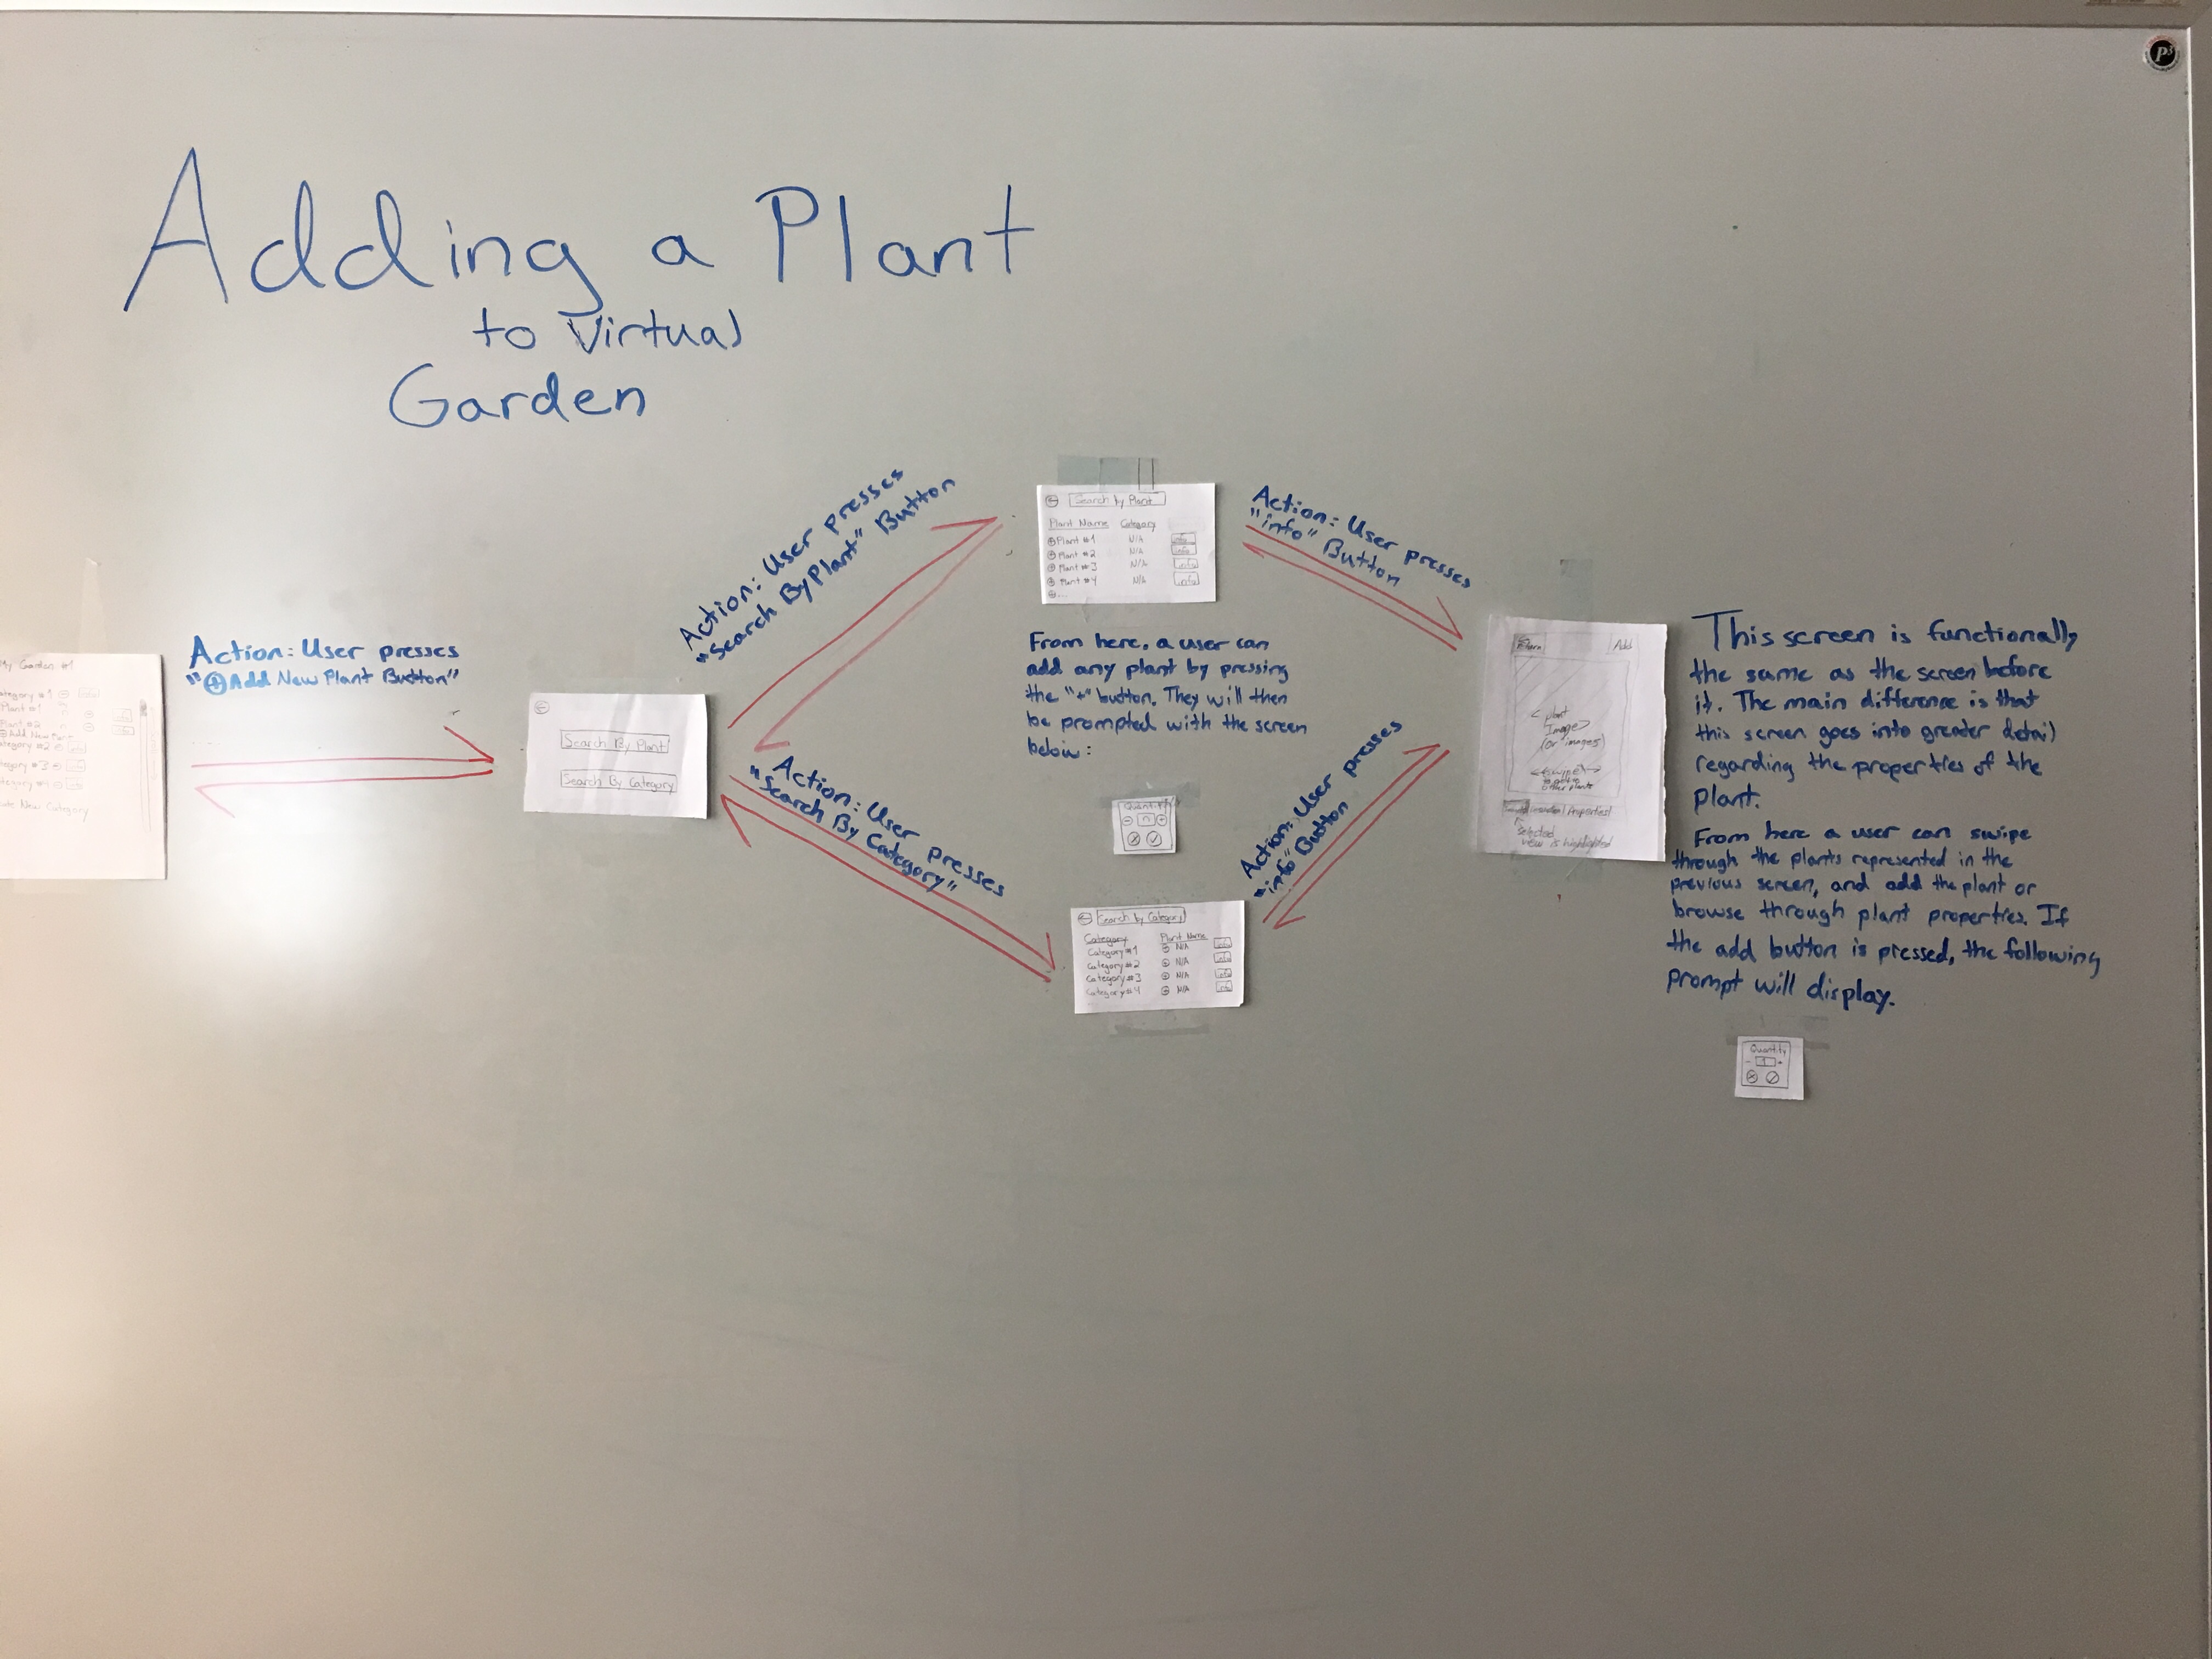 P³
Adding a Plant
to Virtual
Garden
My Garden #1
Category #1
Plant #1
Plant #2
Add New Plant
Category #2
Category #3
Category #4
New Category
Action: User presses
"⊕Add New Plant Button"
Search By Plant
Search By Category
Action: User presses
"Search By Plant" Button
Action: User presses
"Search By Category"
Search by Plant
Plant Name Category
⊕ Plant #1 N/A info
⊕ Plant #2 N/A info
⊕ Plant #3 N/A info
⊕ Plant #4 N/A info
⊕ ...
From here, a user can
add any plant by pressing
the "+" button. They will then
be prompted with the screen
below:
Quantity
Search by Category
Category Plant Name
Category #1 ⊕ N/A info
Category #2 ⊕ N/A info
Category #3 ⊕ N/A info
Category #4 ⊕ N/A info
Action: User presses
"info" Button
Action: User presses
"info" Button
Add
<plant
Image>
(or images)
<swipe>
other plants
Properties
selected
view is highlighted
This screen is functionally
the same as the screen before
it. The main difference is that
this screen goes into greater detail
regarding the properties of the
plant.
From here a user can swipe
through the plants represented in the
previous screen, and add the plant or
browse through plant properties. If
the add button is pressed, the following
prompt will display.
Quantity
- 1 +